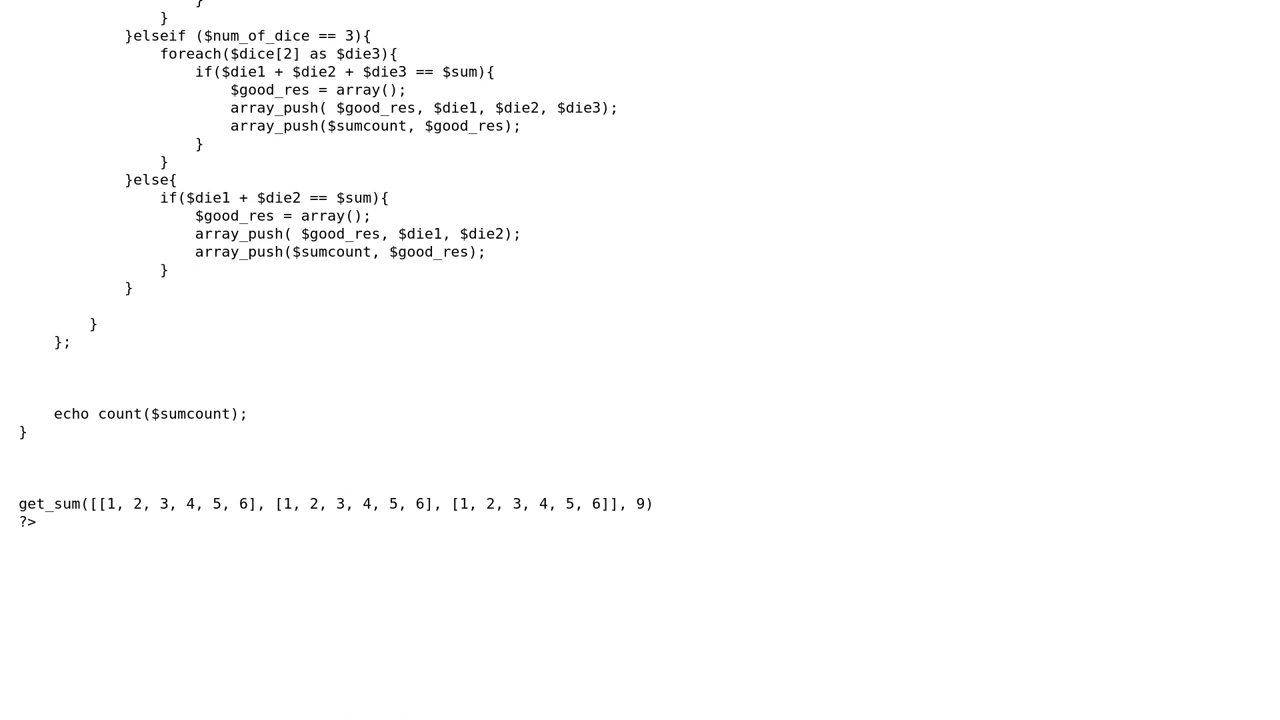 }
}
}elseif ($num_of_dice == 3){
foreach($dice[2] as $die3){
if($die1 + $die2 + $die3 == $sum){
$good_res = array();
array_push( $good_res, $die1, $die2, $die3);
array_push($sumcount, $good_res);
}
}
}else{
if($die1 + $die2 == $sum){
$good_res = array();
array_push( $good_res, $die1, $die2);
array_push($sumcount, $good_res);
}
}
}
};
echo count($sumcount);
}
get_sum([[1, 2, 3, 4, 5, 6], [1, 2, 3, 4, 5, 6], [1, 2, 3, 4, 5, 6]], 9)
?>